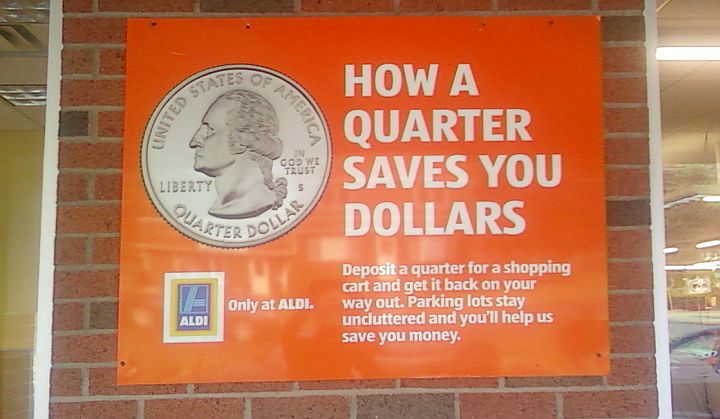 UNITED STATES OF AMERICA
IN
GOD WE
TRUST
LIBERTY
S
QUARTER DOLLAR
HOW A
QUARTER
SAVES YOU
DOLLARS
Deposit a quarter for a shopping
cart and get it back on your
way out. Parking lots stay
uncluttered and you'll help us
save you money.
ALDI
Only at ALDI.